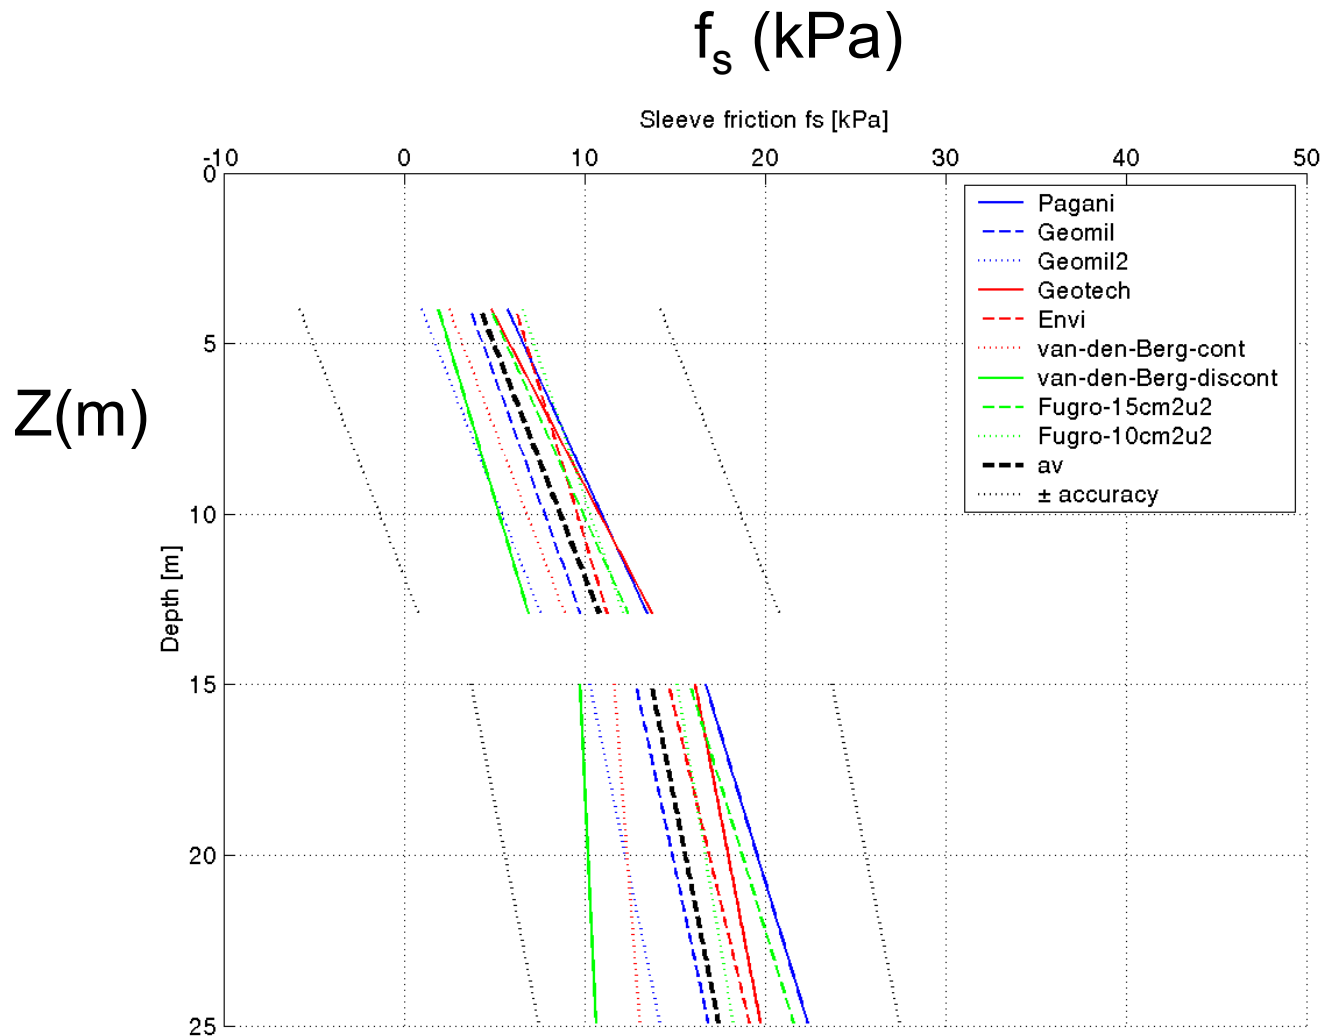 fs (kPa)
Sleeve friction fs [kPa]
-10 0 10 20 30 40 50
0
Pagani
Geomil
Geomil2
Geotech
Envi
van-den-Berg-cont
van-den-Berg-discont
Fugro-15cm2u2
Fugro-10cm2u2
av
± accuracy
5
Z(m)
10
Depth [m]
15
20
25